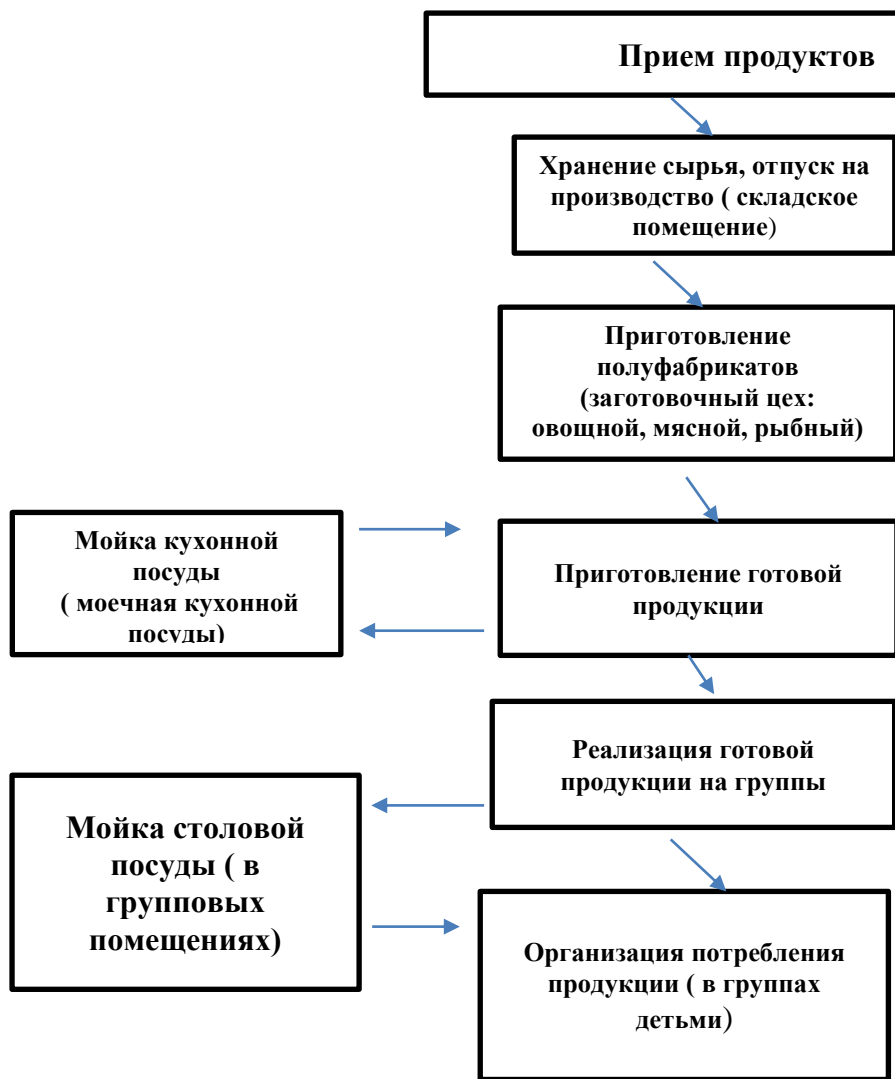 Прием продуктов
Хранение сырья, отпуск на
производство ( складское
помещение)
Приготовление
полуфабрикатов
(заготовочный цех:
овощной, мясной, рыбный)
Мойка кухонной
посуды
( моечная кухонной
посуды)
Приготовление готовой
продукции
Реализация готовой
продукции на группы
Мойка столовой
посуды ( в
групповых
помещениях)
Организация потребления
продукции ( в группах
детьми)